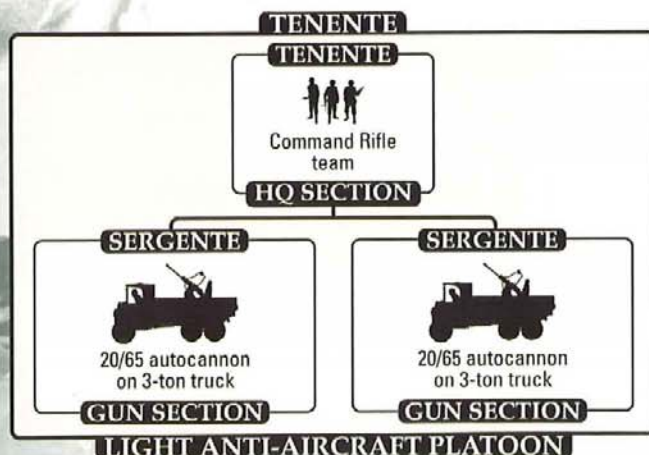 TENENTE
TENENTE
Command Rifle
team
HQ SECTION
SERGENTE
20/65 autocannon
on 3-ton truck
GUN SECTION
SERGENTE
20/65 autocannon
on 3-ton truck
GUN SECTION
LIGHT ANTI-AIRCRAFT PLATOON